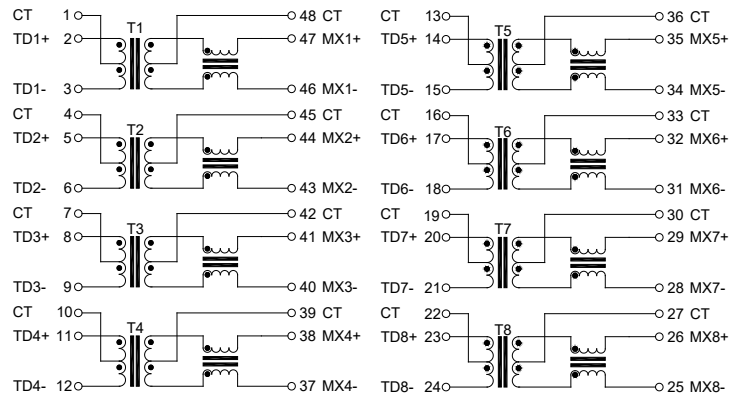 CT 1 48 CT
T1
TD1+ 2 47 MX1+
TD1- 3 46 MX1-
CT 4 45 CT
T2
TD2+ 5 44 MX2+
TD2- 6 43 MX2-
CT 7 42 CT
T3
TD3+ 8 41 MX3+
TD3- 9 40 MX3-
CT 10 39 CT
T4
TD4+ 11 38 MX4+
TD4- 12 37 MX4-
CT 13 36 CT
T5
TD5+ 14 35 MX5+
TD5- 15 34 MX5-
CT 16 33 CT
T6
TD6+ 17 32 MX6+
TD6- 18 31 MX6-
CT 19 30 CT
T7
TD7+ 20 29 MX7+
TD7- 21 28 MX7-
CT 22 27 CT
T8
TD8+ 23 26 MX8+
TD8- 24 25 MX8-